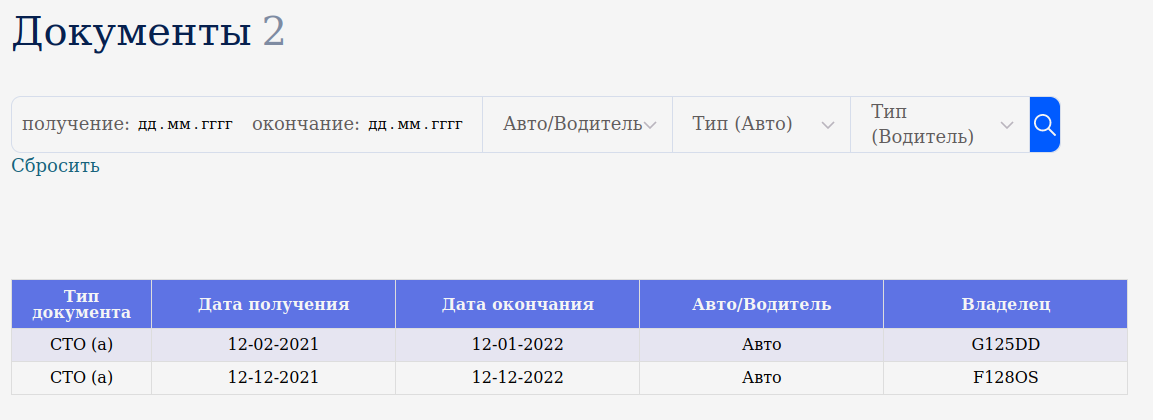 Документы 2
получение: дд.мм.гггг окончание: дд.мм.гггг Авто/Водитель Тип (Авто) Тип (Водитель)
Сбросить
Тип документа Дата получения Дата окончания Авто/Водитель Владелец
СТО (а) 12-02-2021 12-01-2022 Авто G125DD
СТО (а) 12-12-2021 12-12-2022 Авто F128OS